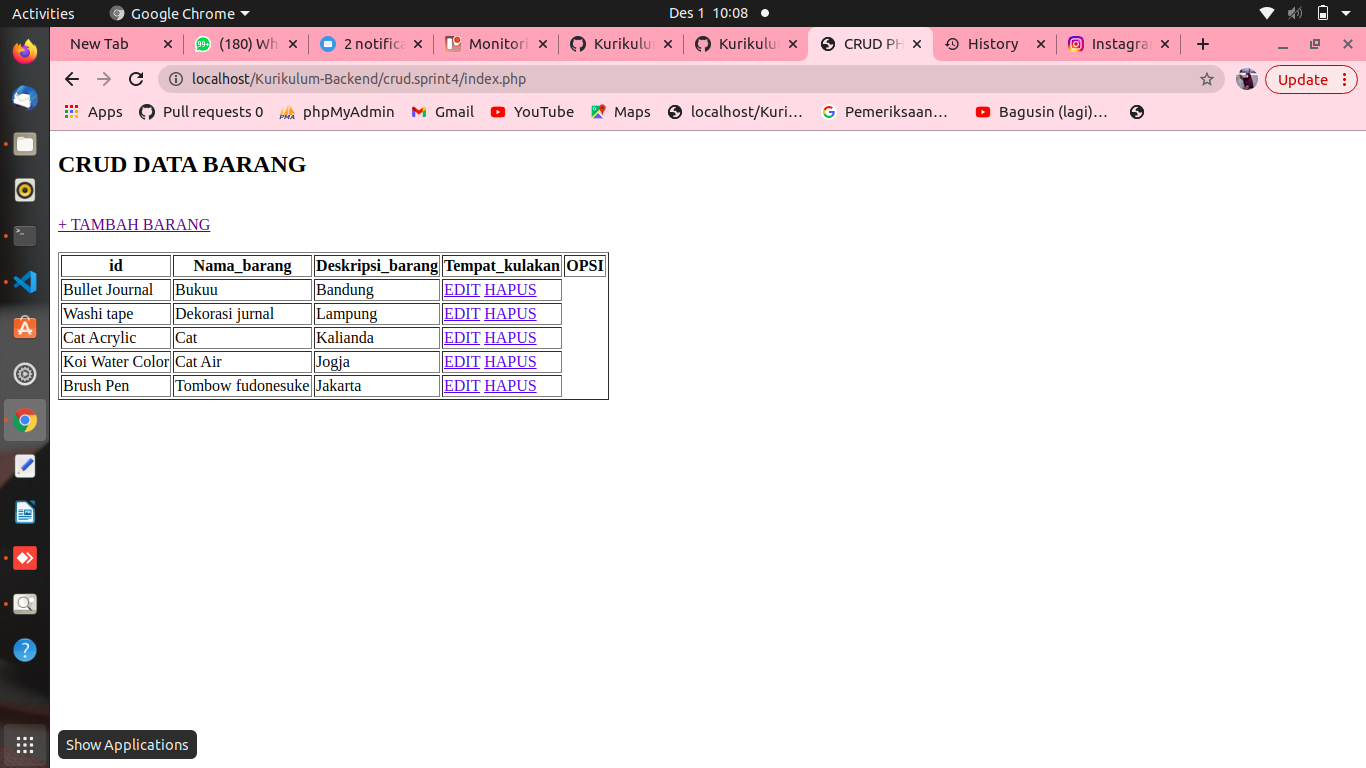 Activities Google Chrome Des 1 10:08
New Tab 99+ (180) Wh 2 notifica Monitori Kurikulu Kurikulu CRUD PH History Instagra
localhost/Kurikulum-Backend/crud.sprint4/index.php Update
Apps Pull requests 0 PMA phpMyAdmin Gmail YouTube Maps localhost/Kuri... Pemeriksaan... Bagusin (lagi)...
CRUD DATA BARANG
+ TAMBAH BARANG
id Nama_barang Deskripsi_barang Tempat_kulakan OPSI
Bullet Journal Bukuu Bandung EDIT HAPUS
Washi tape Dekorasi jurnal Lampung EDIT HAPUS
Cat Acrylic Cat Kalianda EDIT HAPUS
Koi Water Color Cat Air Jogja EDIT HAPUS
Brush Pen Tombow fudonesuke Jakarta EDIT HAPUS
Show Applications